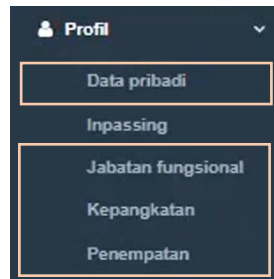 Profil
Data pribadi
Inpassing
Jabatan fungsional
Kepangkatan
Penempatan